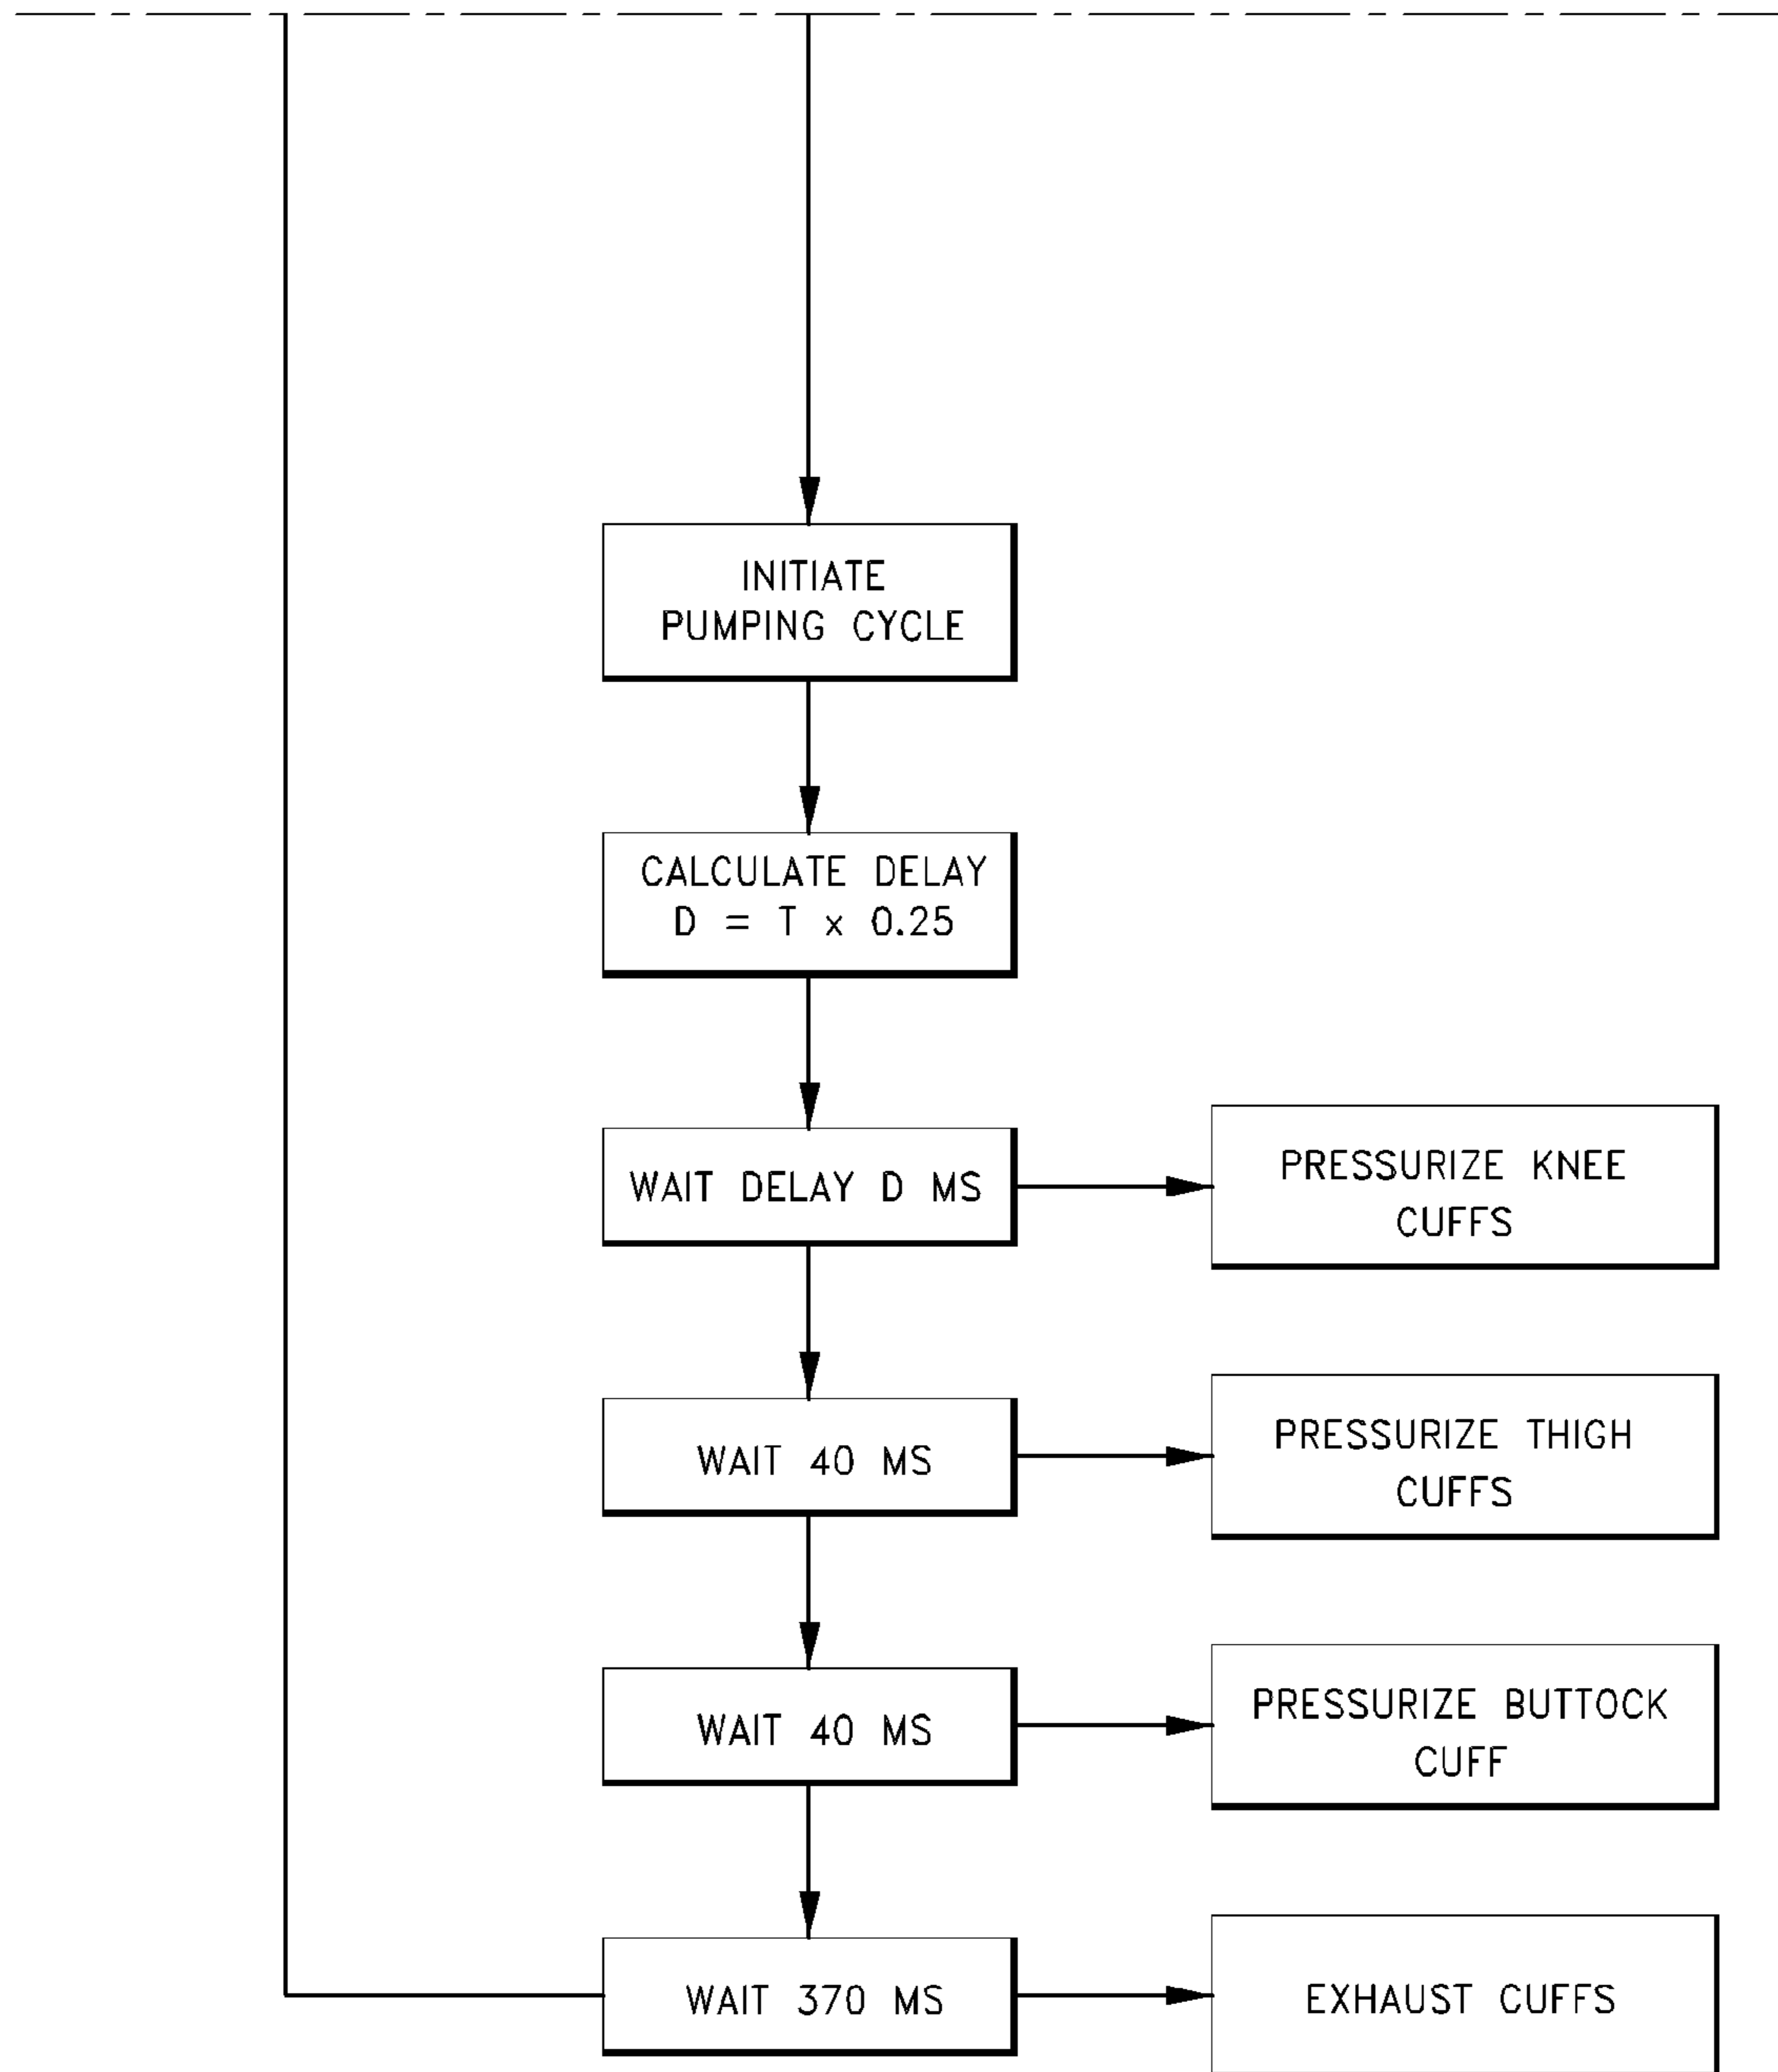 INITIATE
PUMPING CYCLE
CALCULATE DELAY
D = T x 0.25
WAIT DELAY D MS
PRESSURIZE KNEE
CUFFS
WAIT 40 MS
PRESSURIZE THIGH
CUFFS
WAIT 40 MS
PRESSURIZE BUTTOCK
CUFF
WAIT 370 MS
EXHAUST CUFFS